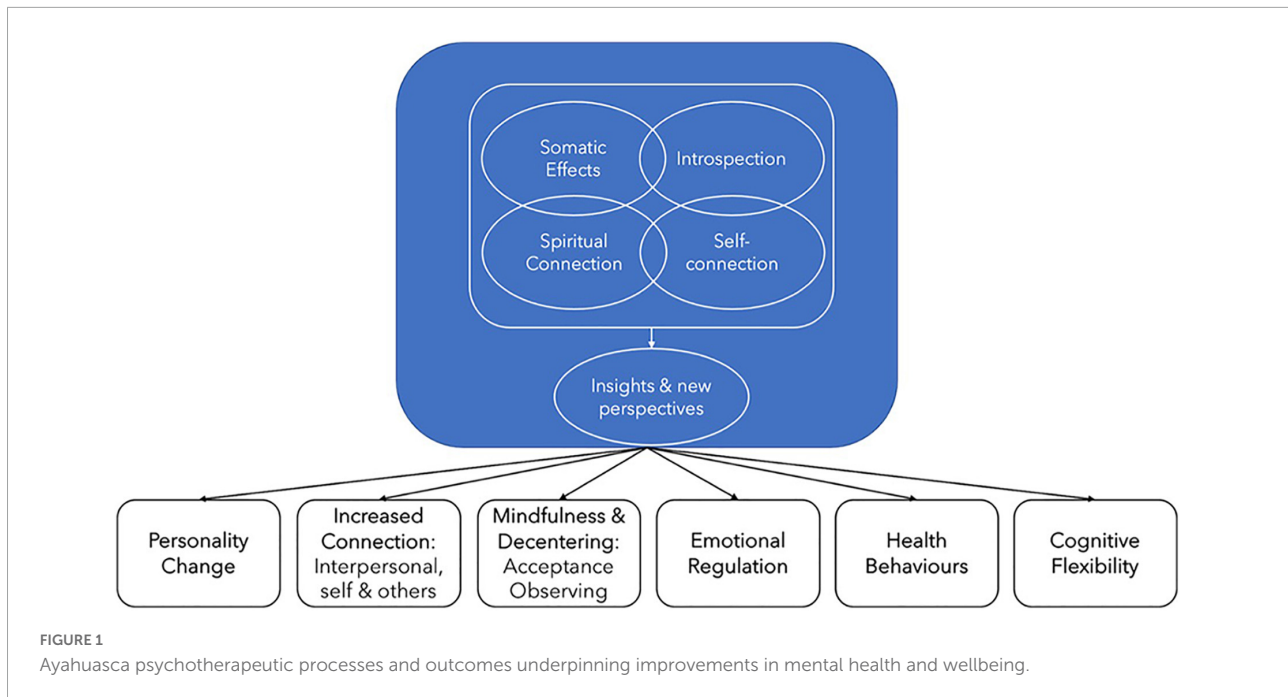 Somatic
Effects
Introspection
Spiritual
Connection
Self-
connection
Insights & new
perspectives
Personality
Change
Increased
Connection:
Interpersonal,
self & others
Mindfulness &
Decentering:
Acceptance
Observing
Emotional
Regulation
Health
Behaviours
Cognitive
Flexibility
FIGURE 1
Ayahuasca psychotherapeutic processes and outcomes underpinning improvements in mental health and wellbeing.